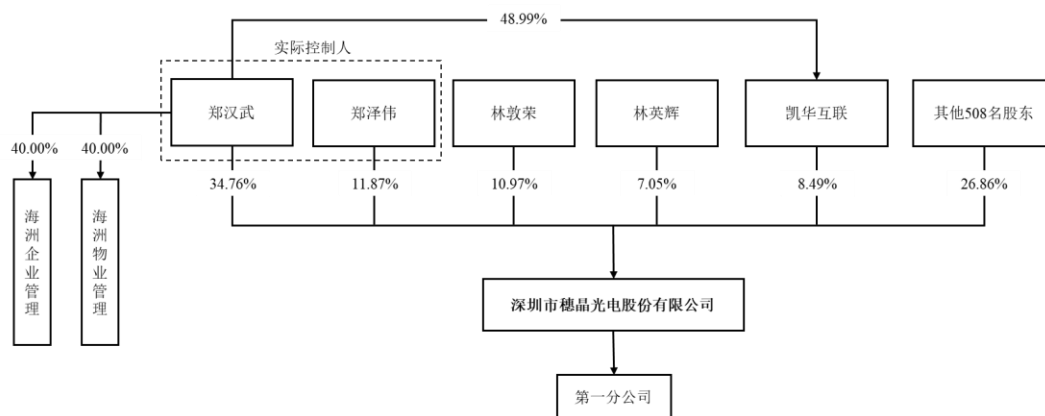 48.99%
实际控制人
郑汉武
郑泽伟
林敦荣
林英辉
凯华互联
其他508名股东
40.00%
40.00%
34.76%
11.87%
10.97%
7.05%
8.49%
26.86%
海洲企业管理
海洲物业管理
深圳市穗晶光电股份有限公司
第一分公司